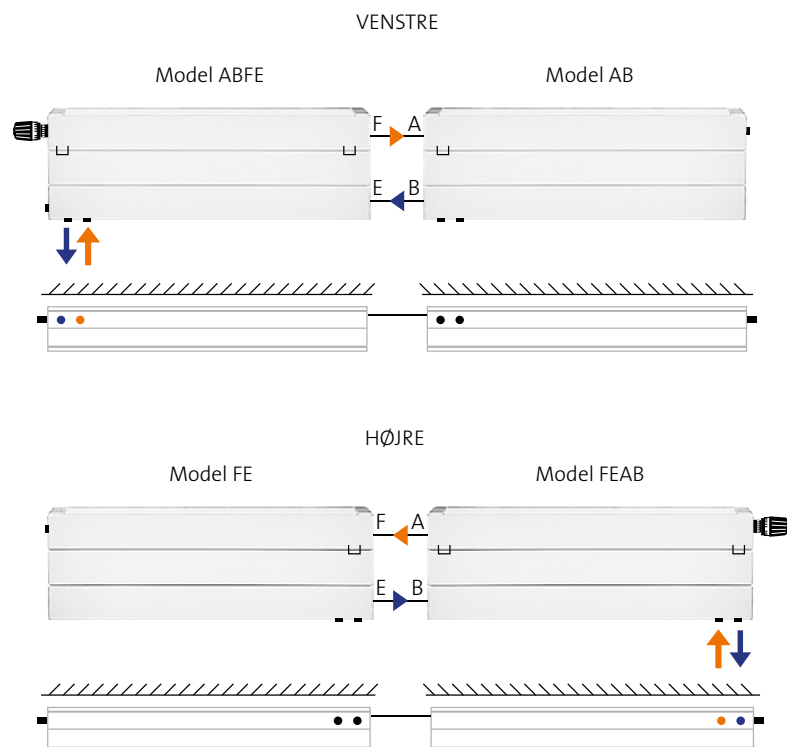 VENSTRE
Model ABFE
Model AB
F A
E B
HØJRE
Model FE
Model FEAB
F A
E B